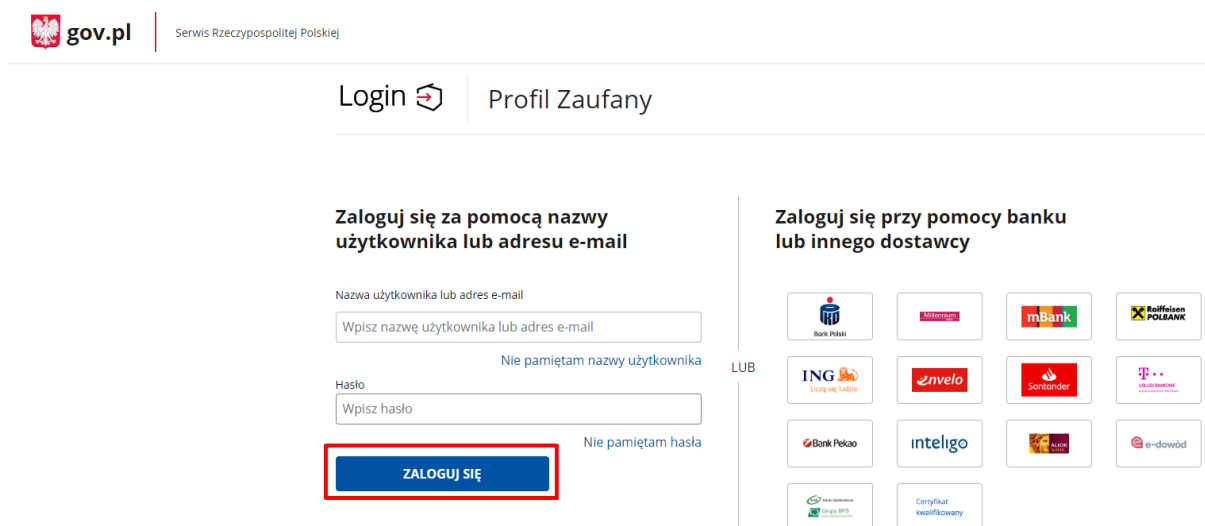 gov.pl
Serwis Rzeczypospolitej Polskiej
Login
Profil Zaufany
Zaloguj się za pomocą nazwy
użytkownika lub adresu e-mail
Nazwa użytkownika lub adres e-mail
Wpisz nazwę użytkownika lub adres e-mail
Nie pamiętam nazwy użytkownika
Hasło
Wpisz hasło
Nie pamiętam hasła
ZALOGUJ SIĘ
LUB
Zaloguj się przy pomocy banku
lub innego dostawcy
Bank Polski
Millennium
mBank
Raiffeisen
POLBANK
ING
Liczą się ludzie
envelo
Santander
T
USŁUGI BANKOWE
Bank Pekao
inteligo
ALIOR
BANK
e-dowód
Grupa BPS
Certyfikat
kwalifikowany